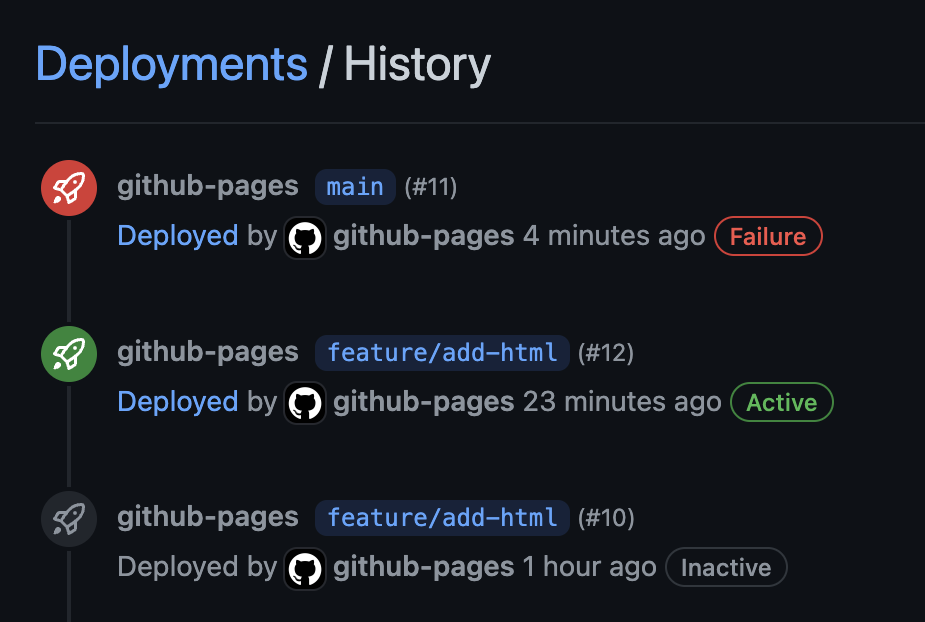 Deployments / History
github-pages main (#11)
Deployed by github-pages 4 minutes ago Failure
github-pages feature/add-html (#12)
Deployed by github-pages 23 minutes ago Active
github-pages feature/add-html (#10)
Deployed by github-pages 1 hour ago Inactive